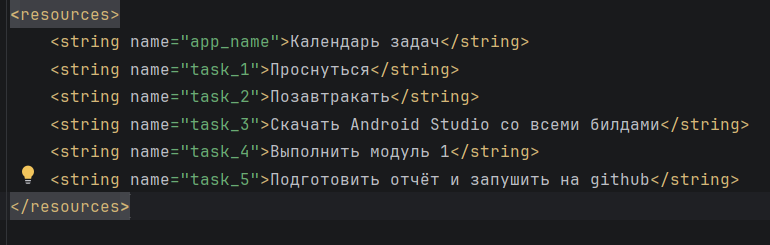 <resources>
<string name="app_name">Календарь задач</string>
<string name="task_1">Проснуться</string>
<string name="task_2">Позавтракать</string>
<string name="task_3">Скачать Android Studio со всеми билдами</string>
<string name="task_4">Выполнить модуль 1</string>
<string name="task_5">Подготовить отчёт и запушить на github</string>
</resources>